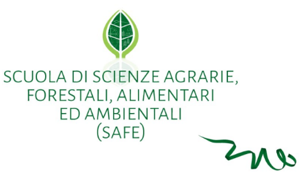 SCUOLA DI SCIENZE AGRARIE,
FORESTALI, ALIMENTARI
ED AMBIENTALI
(SAFE)